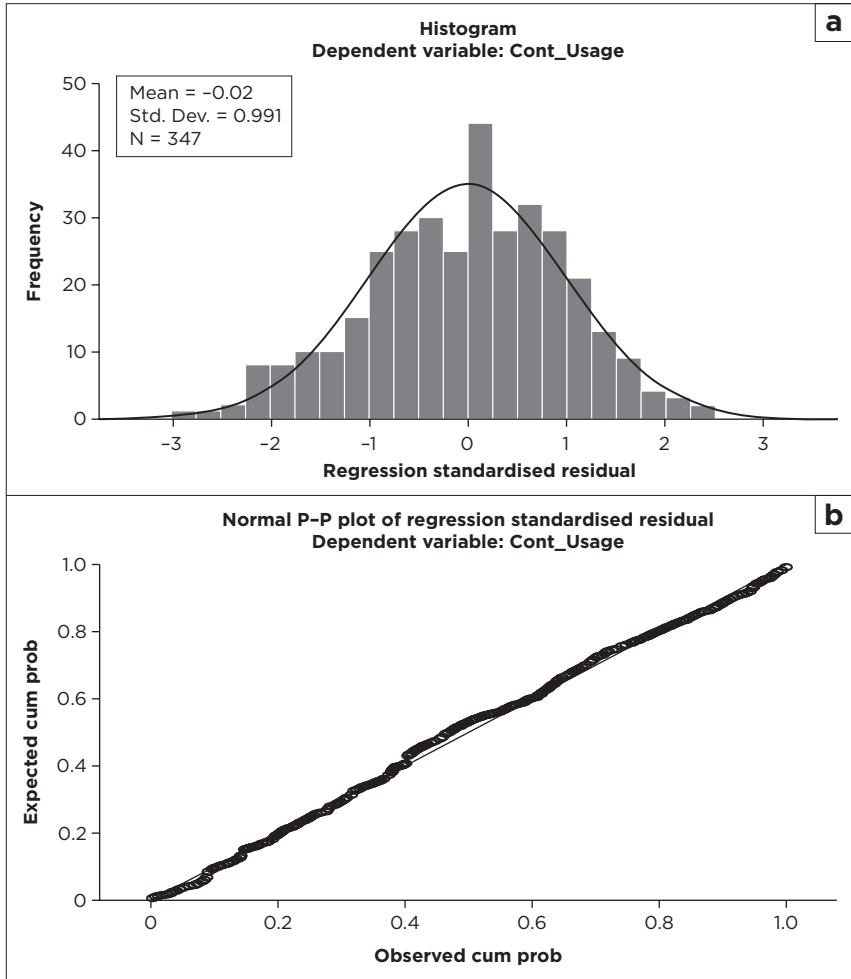 a
Histogram
Dependent variable: Cont_Usage
Mean = –0.02
Std. Dev. = 0.991
N = 347
50
40
30
20
10
0
Frequency
–3 –2 –1 0 1 2 3
Regression standardised residual
b
Normal P–P plot of regression standardised residual
Dependent variable: Cont_Usage
1.0
0.8
0.6
0.4
0.2
0
Expected cum prob
0 0.2 0.4 0.6 0.8 1.0
Observed cum prob